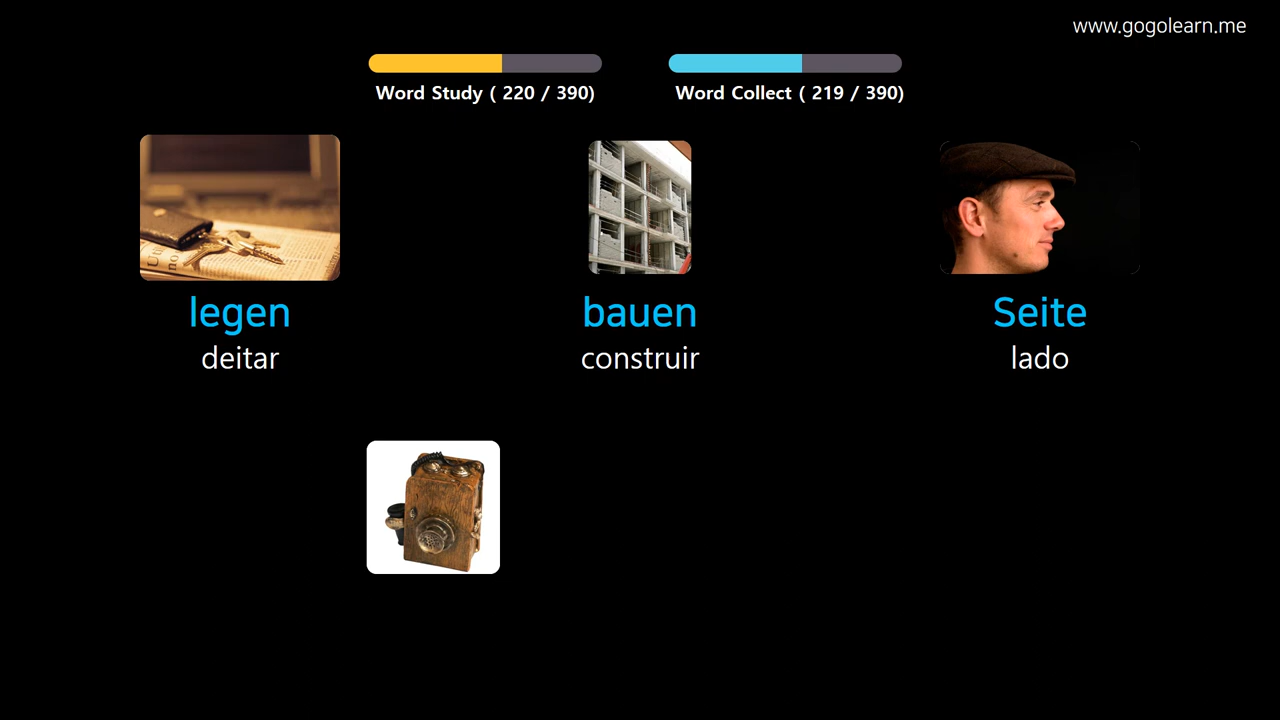 www.gogolearn.me
Word Study ( 220 / 390)
Word Collect ( 219 / 390)
legen
deitar
bauen
construir
Seite
lado